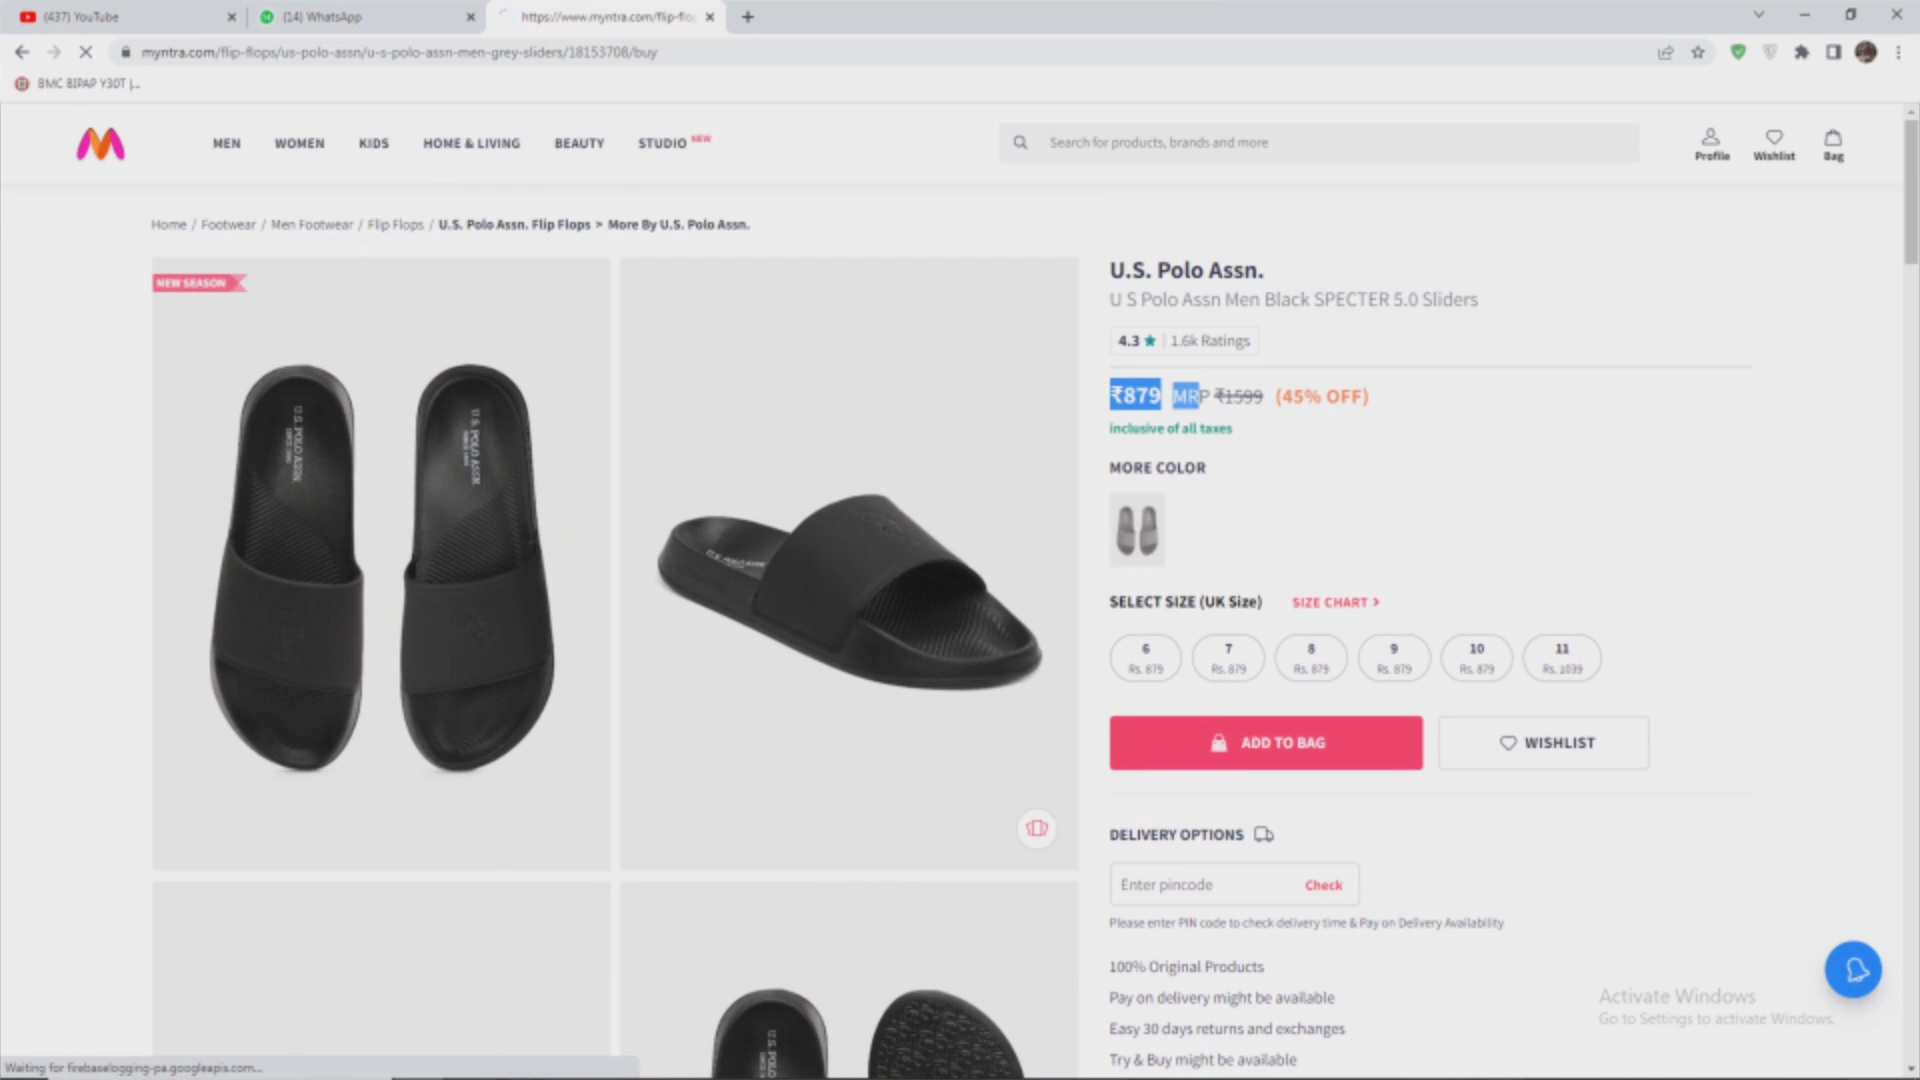 (437) YouTube
(14) WhatsApp
https://www.myntra.com/flip-flo
myntra.com/flip-flops/us-polo-assn/u-s-polo-assn-men-grey-sliders/18153708/buy
BMC BIPAP Y30T |...
MEN WOMEN KIDS HOME & LIVING BEAUTY STUDIO NEW
Search for products, brands and more
Profile Wishlist Bag
Home / Footwear / Men Footwear / Flip Flops / U.S. Polo Assn. Flip Flops > More By U.S. Polo Assn.
NEW SEASON
U.S. POLO ASSN.
U.S. POLO ASSN.
U.S. Polo Assn.
U S Polo Assn Men Black SPECTER 5.0 Sliders
4.3 ★ | 1.6k Ratings
₹879 MRP ₹1599 (45% OFF)
inclusive of all taxes
MORE COLOR
SELECT SIZE (UK Size) SIZE CHART >
6 7 8 9 10 11
Rs. 879 Rs. 879 Rs. 879 Rs. 879 Rs. 879 Rs. 1039
ADD TO BAG WISHLIST
DELIVERY OPTIONS
Enter pincode Check
Please enter PIN code to check delivery time & Pay on Delivery Availability
100% Original Products
Pay on delivery might be available
Easy 30 days returns and exchanges
Try & Buy might be available
U.S. POLO
Activate Windows
Go to Settings to activate Windows.
Waiting for firebaselogging-pa.googleapis.com...